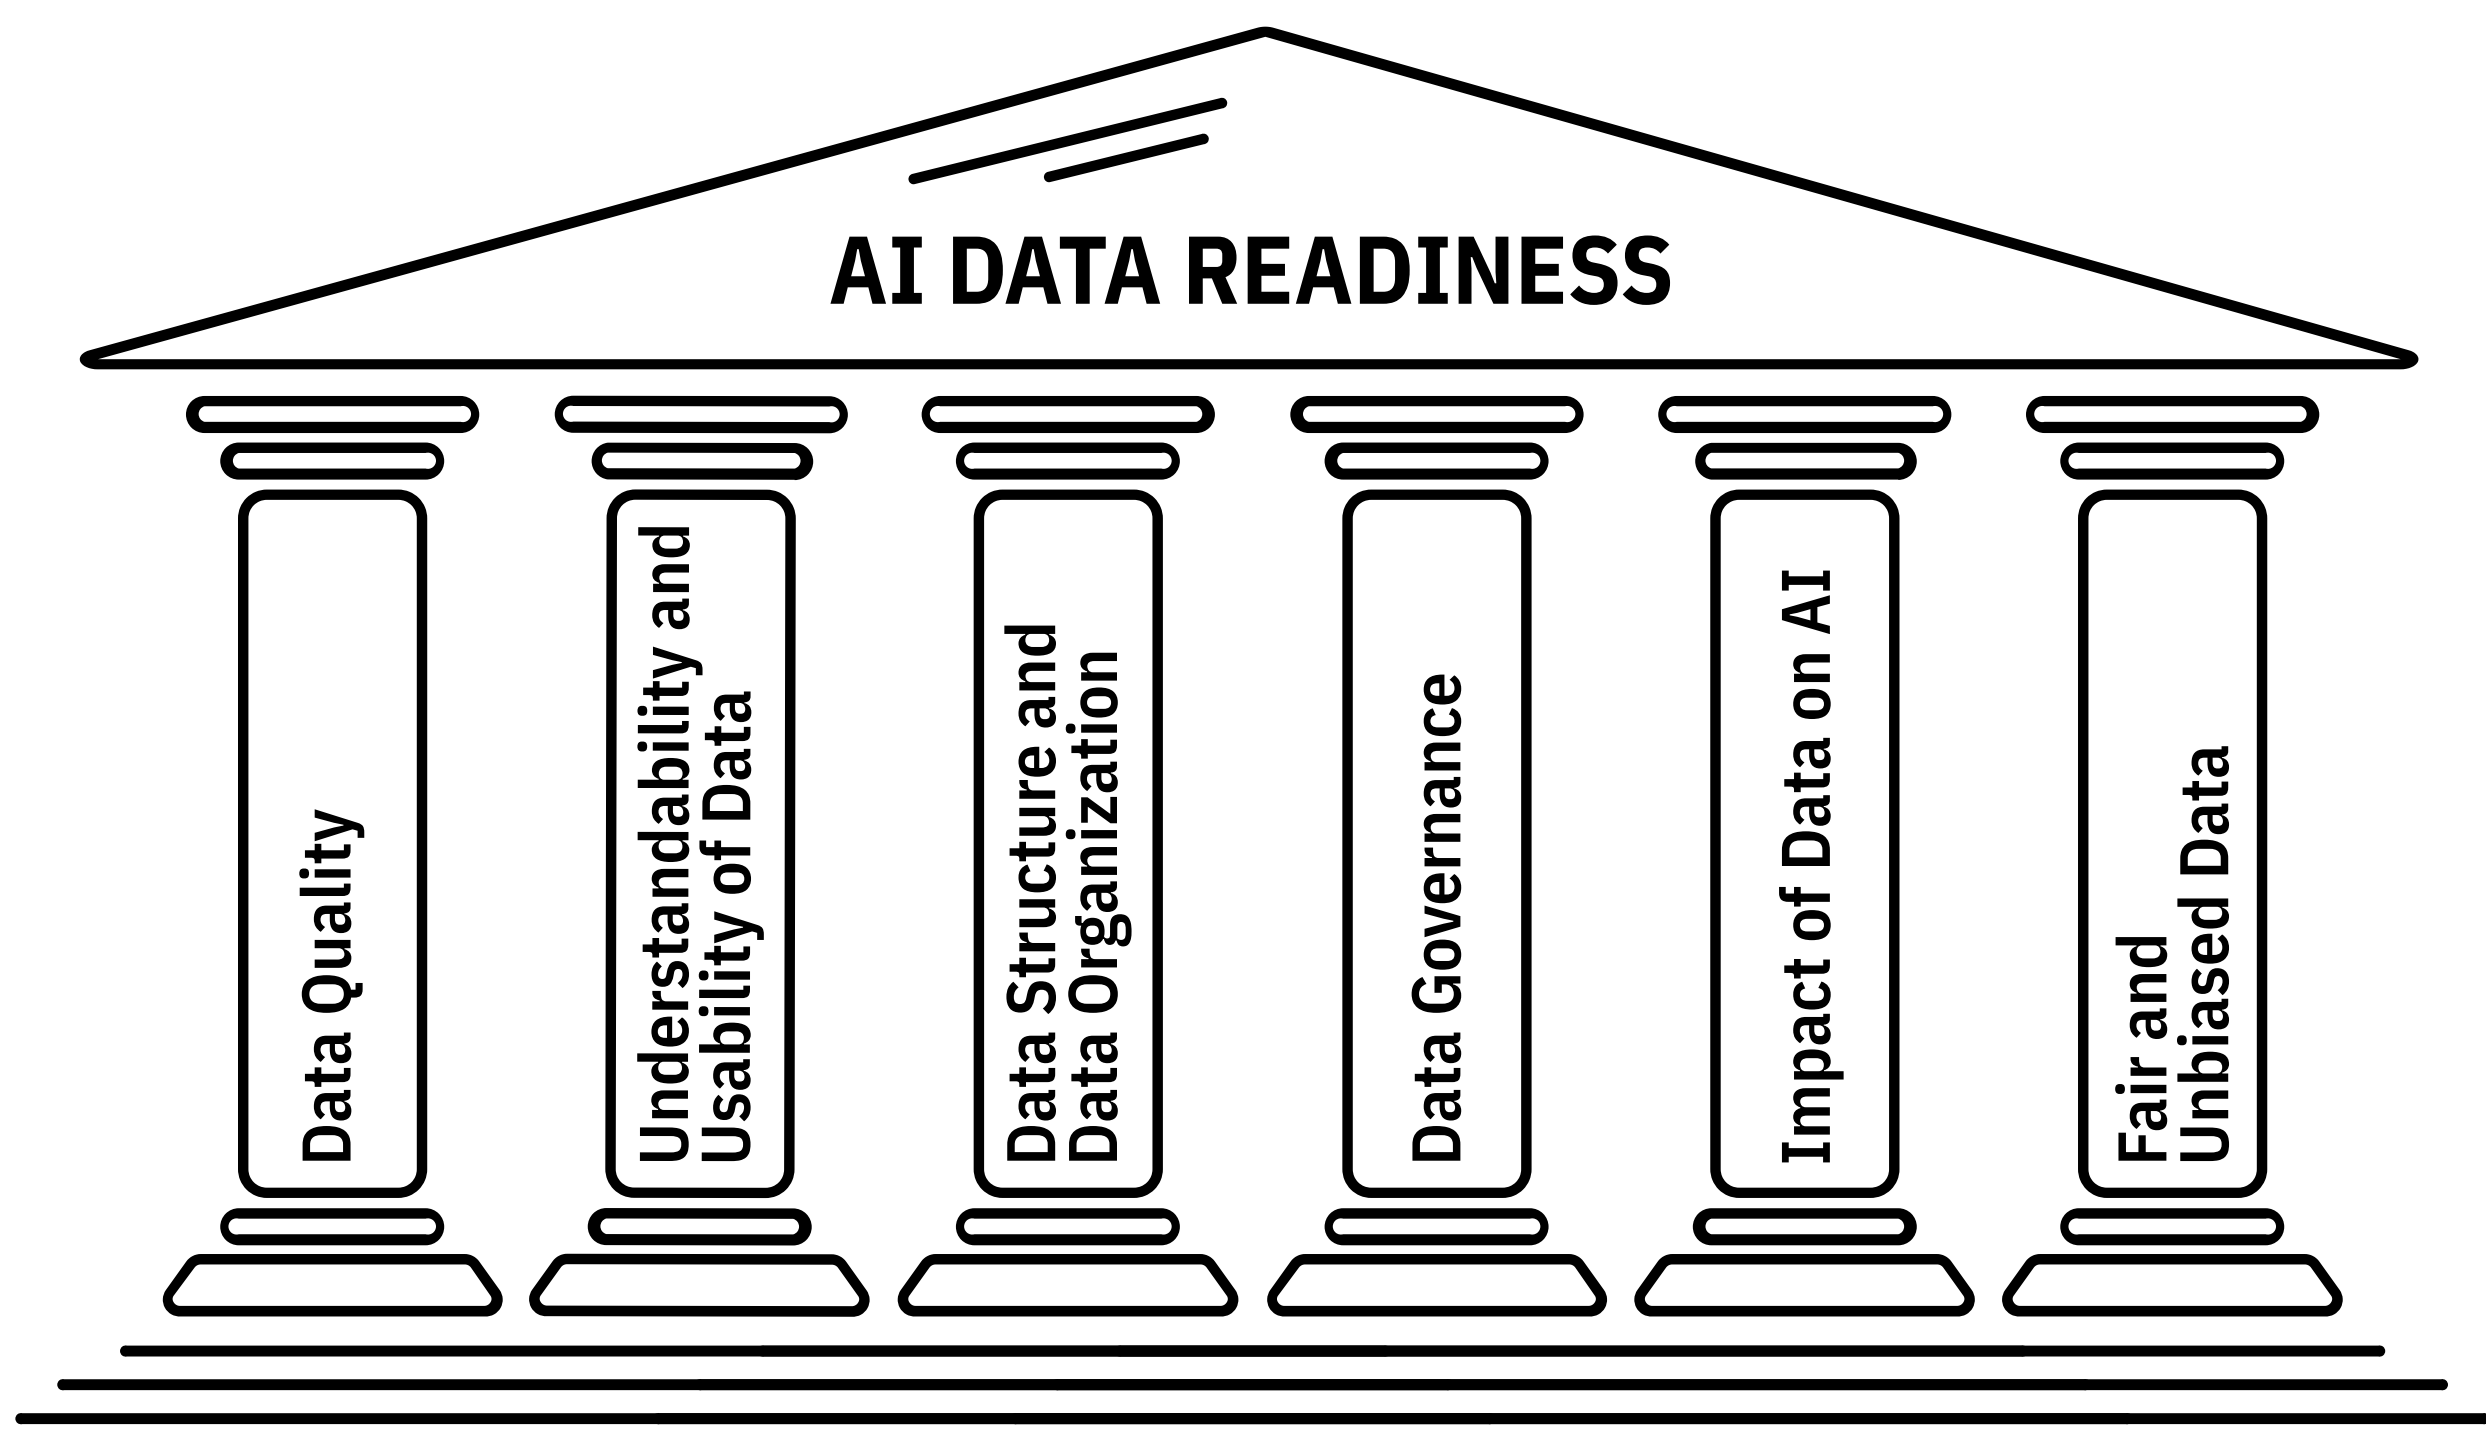 AI DATA READINESS
Data Quality
Understandability and
Usability of Data
Data Structure and
Data Organization
Data Governance
Impact of Data on AI
Fair and
Unbiased Data